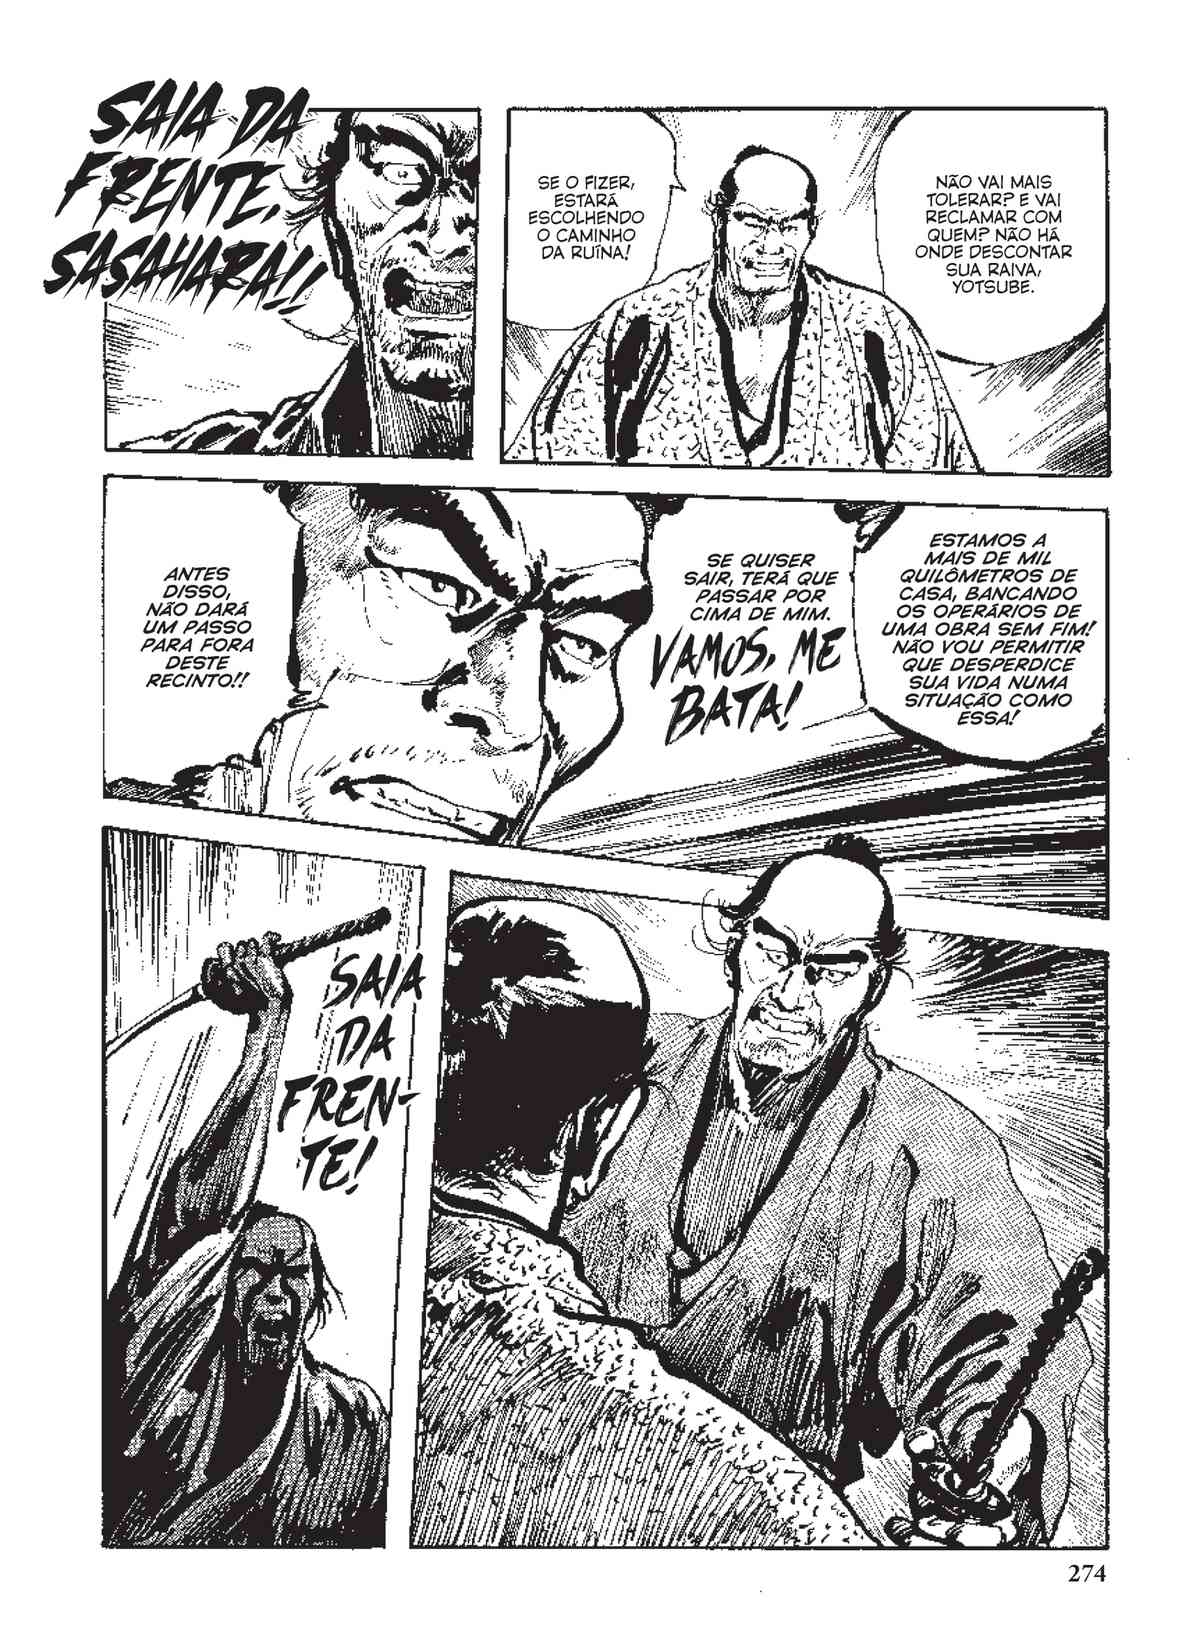 NÃO VAI MAIS
TOLERAR? E VAI
RECLAMAR COM
QUEM? NÃO HÁ
ONDE DESCONTAR
SUA RAIVA,
YOTSUBE.
SE O FIZER,
ESTARÁ
ESCOLHENDO
O CAMINHO
DA RUÍNA!
SAIA DA
FRENTE,
SASAHARA!!
ESTAMOS A
MAIS DE MIL
QUILÔMETROS DE
CASA, BANCANDO
OS OPERÁRIOS DE
UMA OBRA SEM FIM!
NÃO VOU PERMITIR
QUE DESPERDICE
SUA VIDA NUMA
SITUAÇÃO COMO
ESSA!
SE QUISER
SAIR, TERÁ QUE
PASSAR POR
CIMA DE MIM.
VAMOS, ME
BATA!
ANTES
DISSO,
NÃO DARÁ
UM PASSO
PARA FORA
DESTE
RECINTO!!
SAIA
DA
FREN-
TE!
274